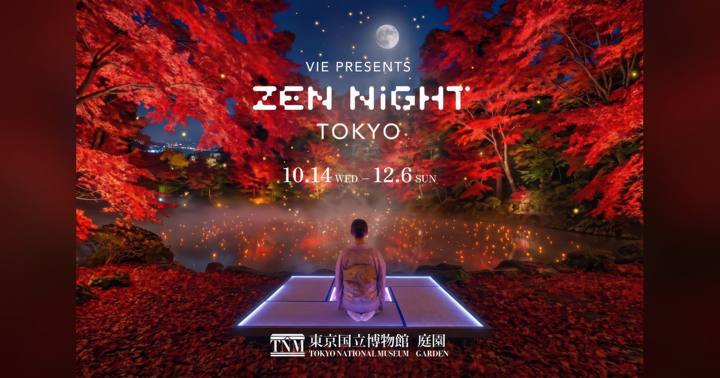 VIE PRESENTS
ZEN NiGHT
TOKYO
10.14 WED – 12.6 SUN
TNM 東京国立博物館 庭園
TOKYO NATIONAL MUSEUM GARDEN